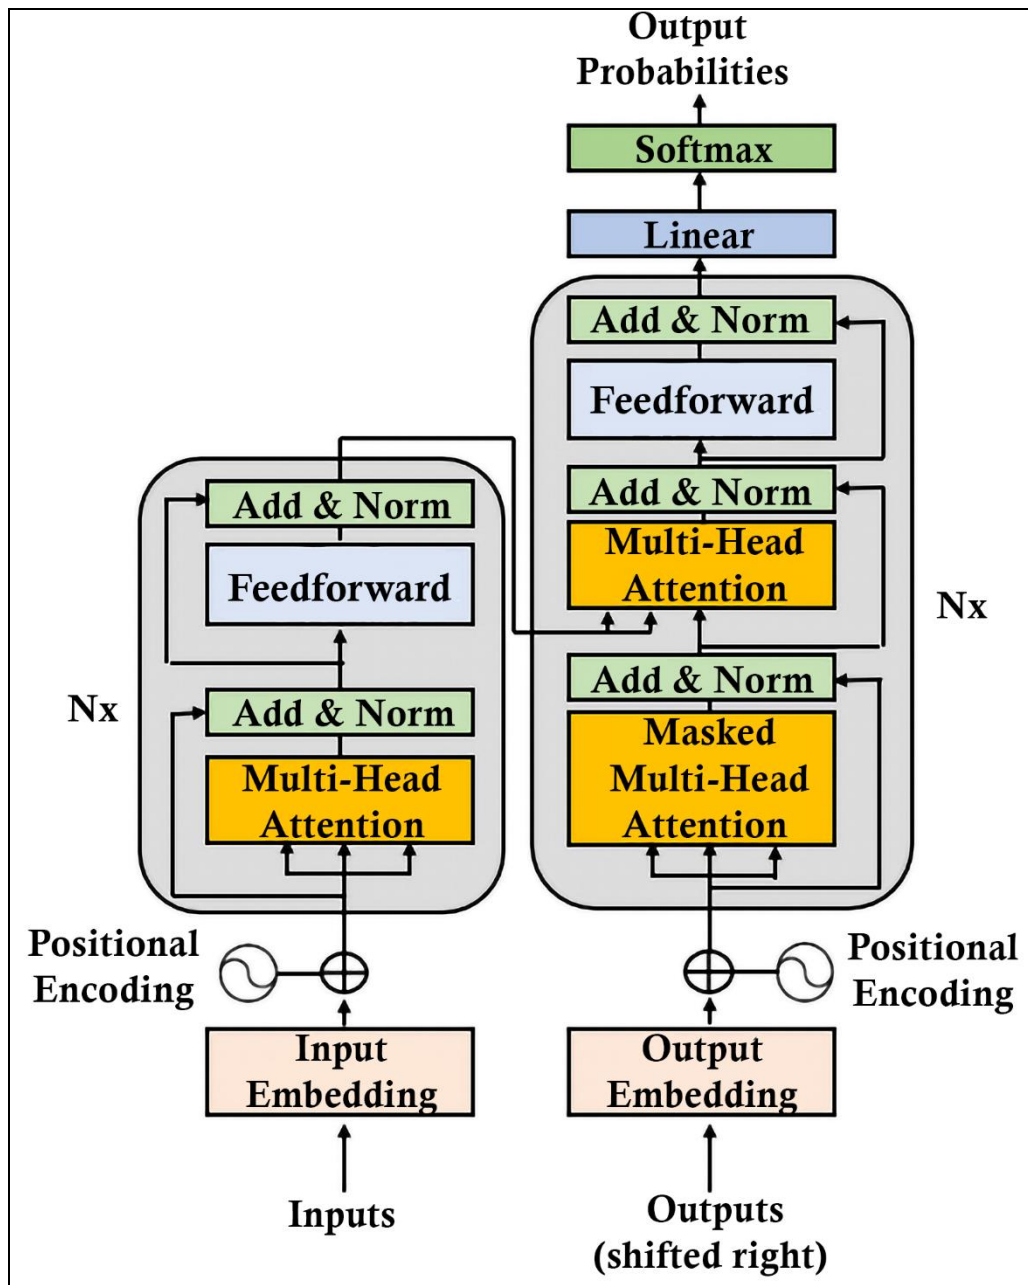 Output
Probabilities
Softmax
Linear
Add & Norm
Feedforward
Add & Norm
Multi-Head
Attention
Nx
Add & Norm
Masked
Multi-Head
Attention
Add & Norm
Feedforward
Nx
Add & Norm
Multi-Head
Attention
Positional
Encoding
Positional
Encoding
Input
Embedding
Output
Embedding
Inputs
Outputs
(shifted right)